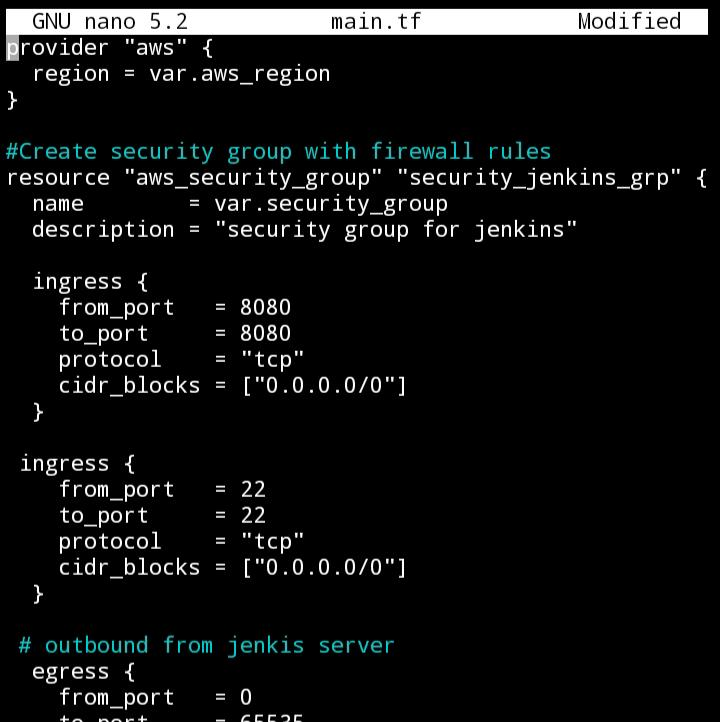 GNU nano 5.2 main.tf Modified
provider "aws" {
  region = var.aws_region
}

#Create security group with firewall rules
resource "aws_security_group" "security_jenkins_grp" {
  name        = var.security_group
  description = "security group for jenkins"

  ingress {
    from_port   = 8080
    to_port     = 8080
    protocol    = "tcp"
    cidr_blocks = ["0.0.0.0/0"]
  }

 ingress {
    from_port   = 22
    to_port     = 22
    protocol    = "tcp"
    cidr_blocks = ["0.0.0.0/0"]
  }

 # outbound from jenkis server
  egress {
    from_port   = 0
    to_port     = 65535